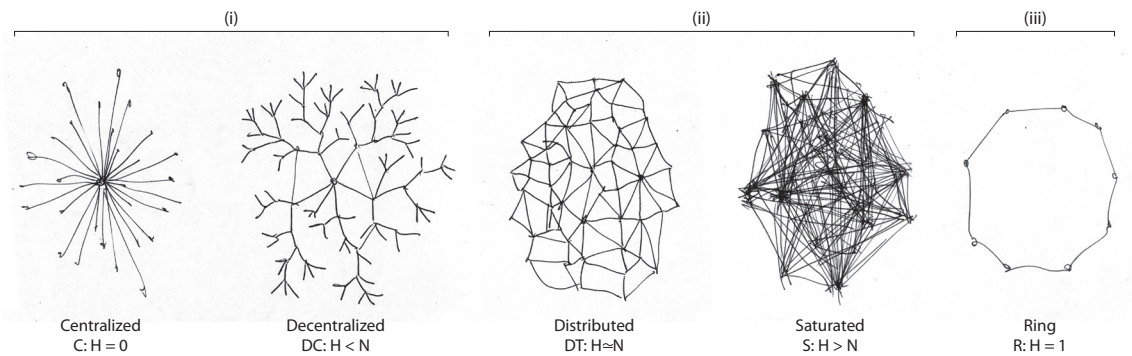 (i)
(ii)
(iii)
Centralized
C: H = 0
Decentralized
DC: H < N
Distributed
DT: H≃N
Saturated
S: H > N
Ring
R: H = 1